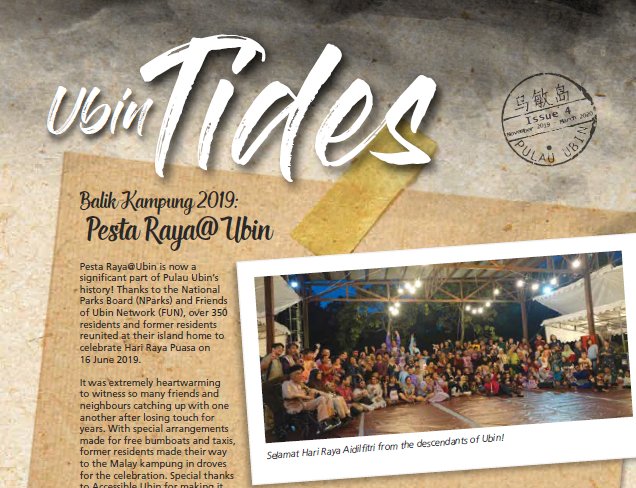 Ubin Tides
乌敏岛
Issue 4
November 2019 - March 2020
PULAU UBIN
Balik Kampung 2019:
Pesta Raya@Ubin
Pesta Raya@Ubin is now a
significant part of Pulau Ubin's
history! Thanks to the National
Parks Board (NParks) and Friends
of Ubin Network (FUN), over 350
residents and former residents
reunited at their island home to
celebrate Hari Raya Puasa on
16 June 2019.
It was extremely heartwarming
to witness so many friends and
neighbours catching up with one
another after losing touch for
years. With special arrangements
made for free bumboats and taxis,
former residents made their way
to the Malay kampung in droves
for the celebration. Special thanks
to Accessible Ubin for making it
Selamat Hari Raya Aidilfitri from the descendants of Ubin!